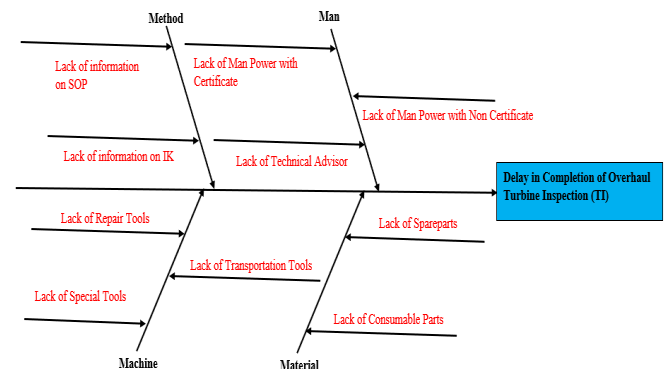 Method
Man
Lack of information
on SOP
Lack of Man Power with
Certificate
Lack of Man Power with Non Certificate
Lack of information on IK
Lack of Technical Advisor
Delay in Completion of Overhaul
Turbine Inspection (TI)
Lack of Repair Tools
Lack of Spareparts
Lack of Transportation Tools
Lack of Special Tools
Lack of Consumable Parts
Machine
Material